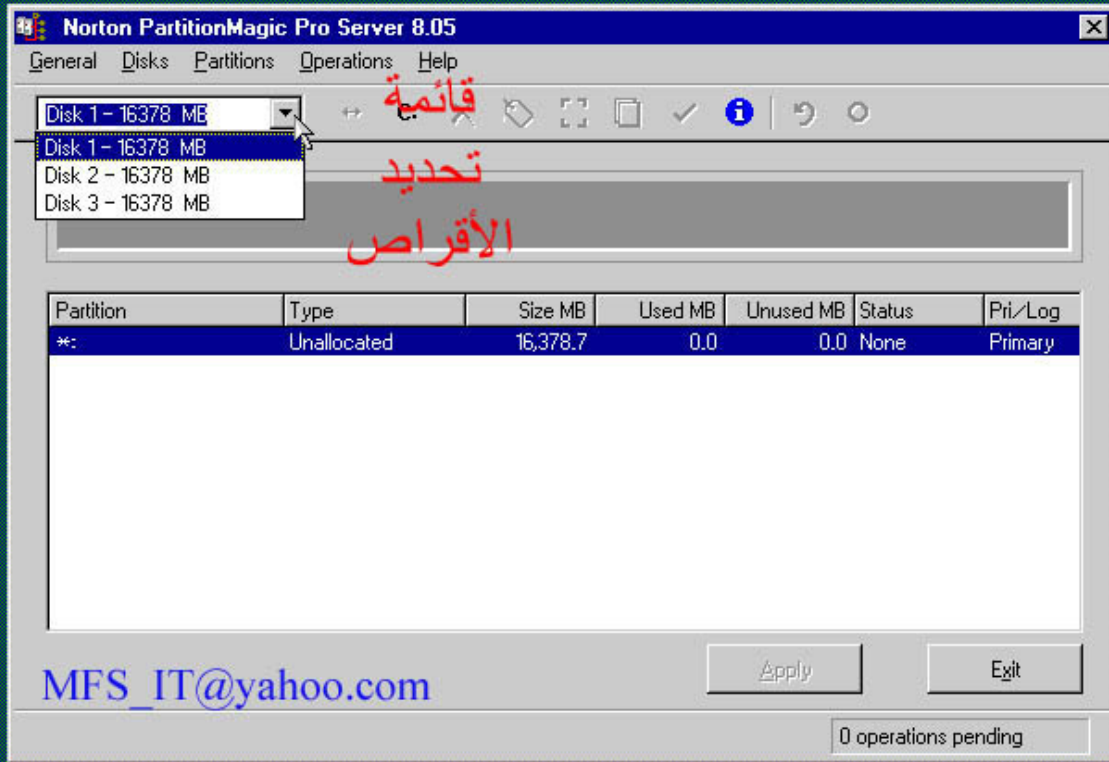 Norton PartitionMagic Pro Server 8.05
General Disks Partitions Operations Help
Disk 1 - 16378 MB
قائمة
C:
Disk 1 - 16378 MB
Disk 2 - 16378 MB
Disk 3 - 16378 MB
تحديد
الأقراص
Partition Type Size MB Used MB Unused MB Status Pri/Log
*: Unallocated 16,378.7 0.0 0.0 None Primary
MFS_IT@yahoo.com
Apply Exit
0 operations pending